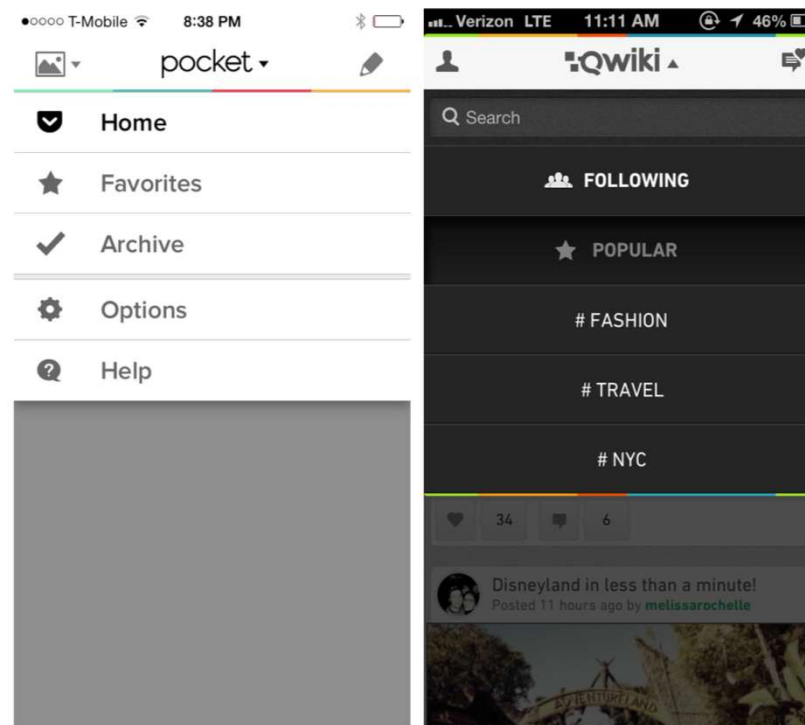 T-Mobile 8:38 PM
pocket
Home
Favorites
Archive
Options
Help
Verizon LTE 11:11 AM 46%
Qwiki
Search
FOLLOWING
POPULAR
# FASHION
# TRAVEL
# NYC
34 6
Disneyland in less than a minute!
Posted 11 hours ago by melissarochelle
ADVENTURELAND